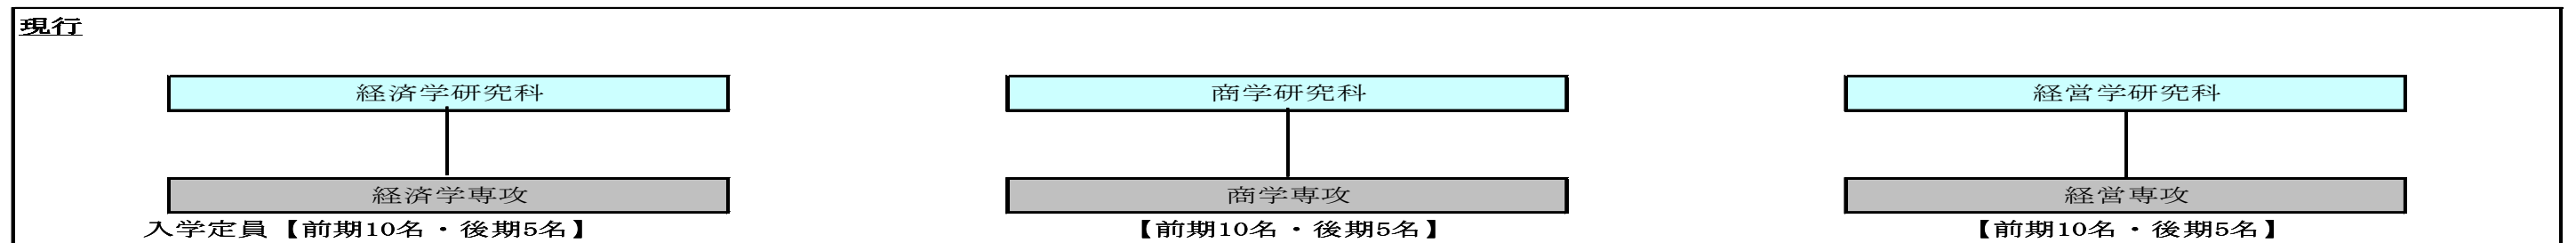 現行
経済学研究科
商学研究科
経営学研究科
経済学専攻
商学専攻
経営専攻
入学定員【前期10名・後期5名】
【前期10名・後期5名】
【前期10名・後期5名】